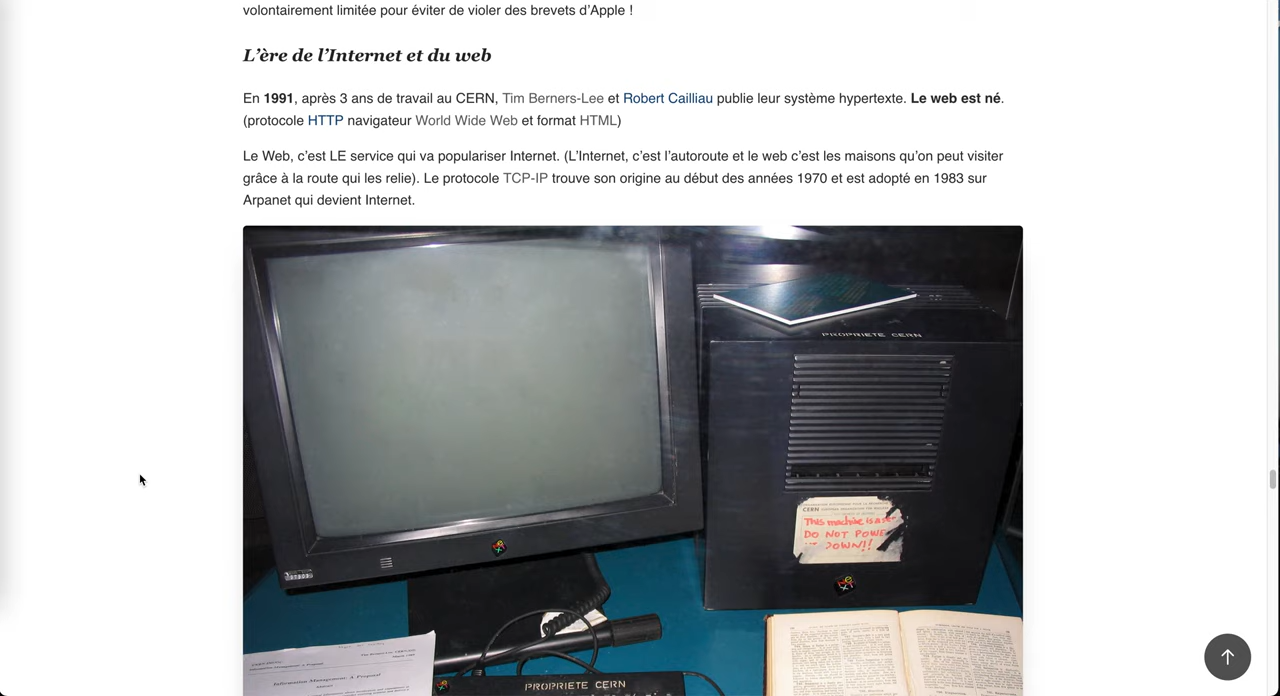 volontairement limitée pour éviter de violer des brevets d’Apple !
L’ère de l’Internet et du web
En 1991, après 3 ans de travail au CERN, Tim Berners-Lee et Robert Cailliau publie leur système hypertexte. Le web est né.
(protocole HTTP navigateur World Wide Web et format HTML)
Le Web, c’est LE service qui va populariser Internet. (L’Internet, c’est l’autoroute et le web c’est les maisons qu’on peut visiter
grâce à la route qui les relie). Le protocole TCP-IP trouve son origine au début des années 1970 et est adopté en 1983 sur
Arpanet qui devient Internet.
PROPRIETE CERN
CERN
This machine is a
DO NOT POWE
DOWN!!
Information Management: A Proposal
PROPRIETE CERN